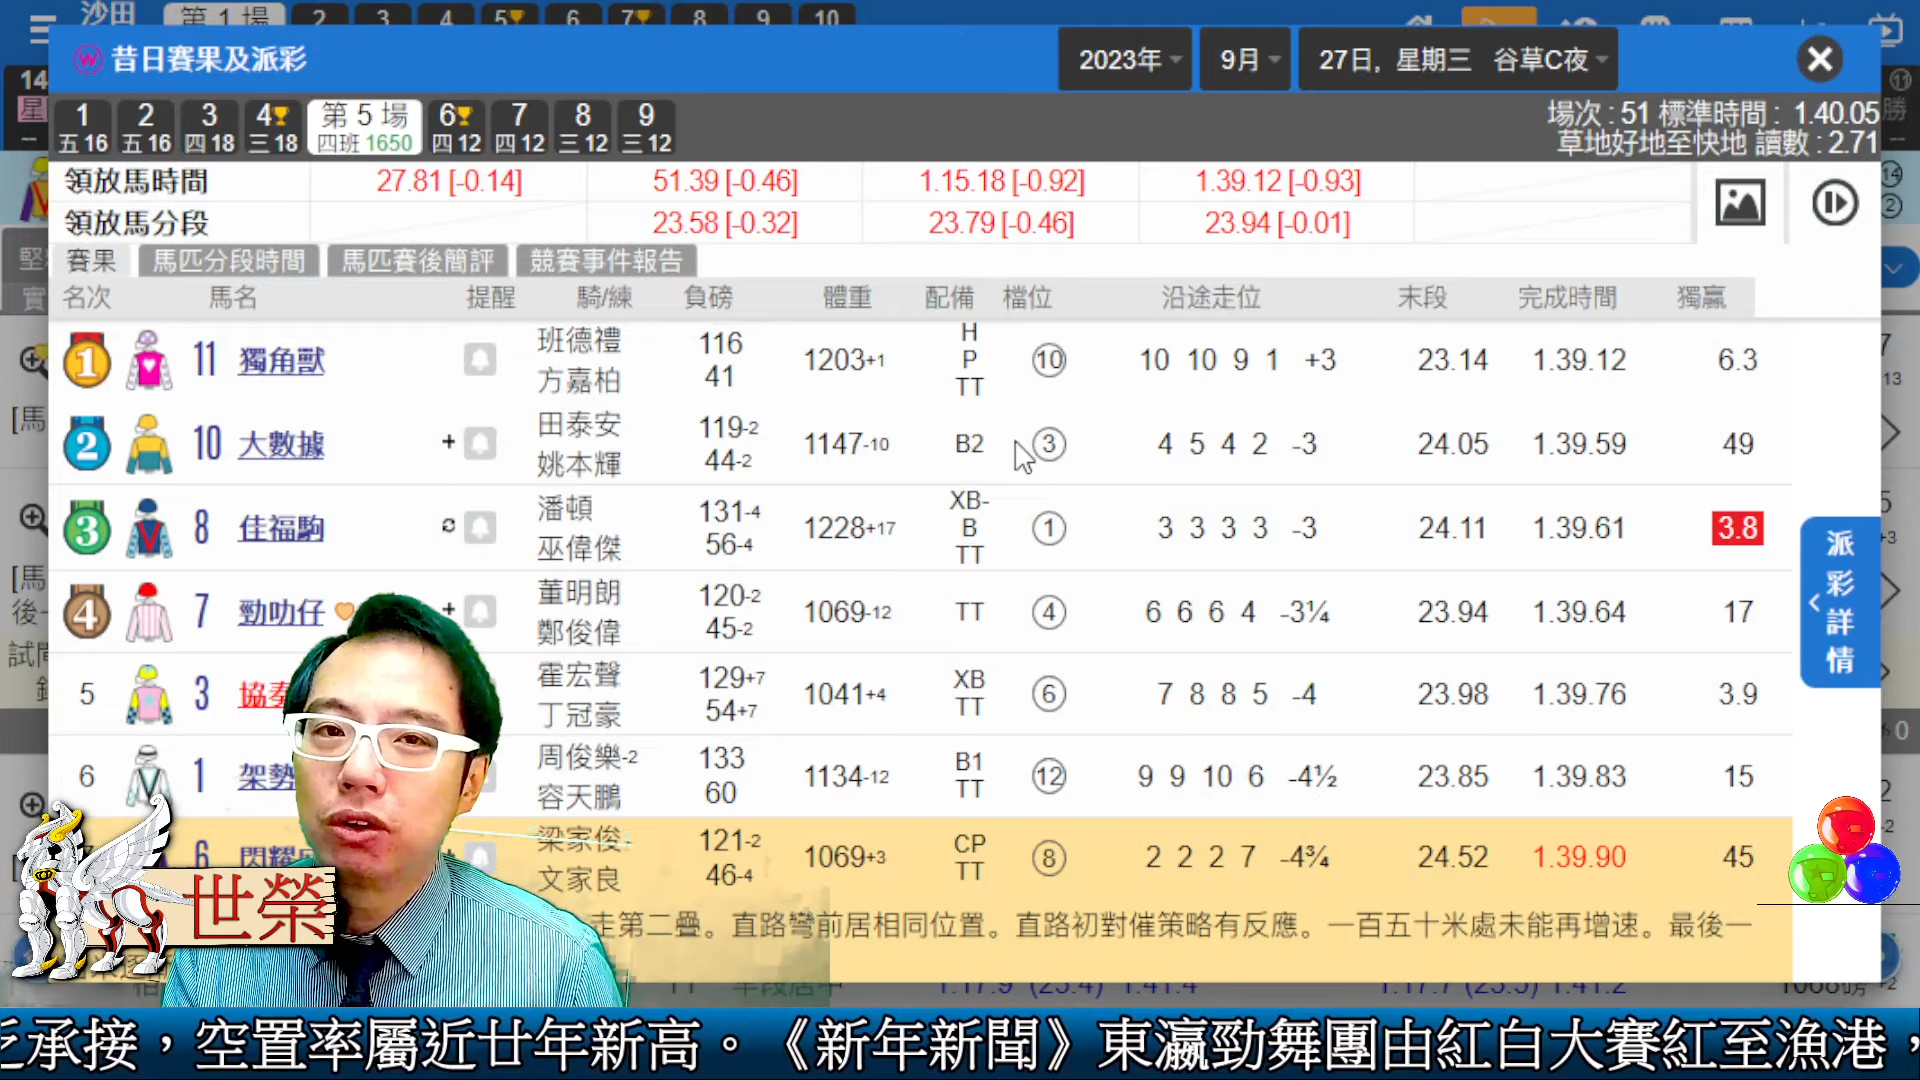 沙田 第 1 場 2 3 4 5 6 7 8 9 10
昔日賽果及派彩 2023年 9月 27日, 星期三 谷草C夜
1 2 3 4 第 5 場 6 7 8 9
五 16 五 16 四 18 三 18 四班 1650 四 12 四 12 三 12 三 12
場次 : 51 標準時間 : 1.40.05
草地好地至快地 讀數 : 2.71
領放馬時間 27.81 [-0.14] 51.39 [-0.46] 1.15.18 [-0.92] 1.39.12 [-0.93]
領放馬分段 23.58 [-0.32] 23.79 [-0.46] 23.94 [-0.01]
賽果 馬匹分段時間 馬匹賽後簡評 競賽事件報告
名次 馬名 提醒 騎/練 負磅 體重 配備 檔位 沿途走位 末段 完成時間 獨贏
1 11 獨角獸 班德禮 方嘉柏 116 41 1203+1 H P TT 10 10 10 9 1 +3 23.14 1.39.12 6.3
2 10 大數據 + 田泰安 姚本輝 119-2 44-2 1147-10 B2 3 4 5 4 2 -3 24.05 1.39.59 49
3 8 佳福駒 潘頓 巫偉傑 131-4 56-4 1228+17 XB- B TT 1 3 3 3 3 -3 24.11 1.39.61 3.8
4 7 勁叻仔 + 董明朗 鄭俊偉 120-2 45-2 1069-12 TT 4 6 6 6 4 -3¼ 23.94 1.39.64 17
5 3 協 霍宏聲 丁冠豪 129+7 54+7 1041+4 XB TT 6 7 8 8 5 -4 23.98 1.39.76 3.9
6 1 架勢 周俊樂-2 容天鵬 133 60 1134-12 B1 TT 12 9 9 10 6 -4½ 23.85 1.39.83 15
6 閃耀 梁家俊 文家良 121-2 46-4 1069+3 CP TT 8 2 2 2 7 -4¾ 24.52 1.39.90 45
走第二疊。直路彎前居相同位置。直路初對催策略有反應。一百五十米處未能再增速。最後一
派彩詳情
世榮
承接，空置率屬近廿年新高。《新年新聞》東瀛勁舞團由紅白大賽紅至漁港，